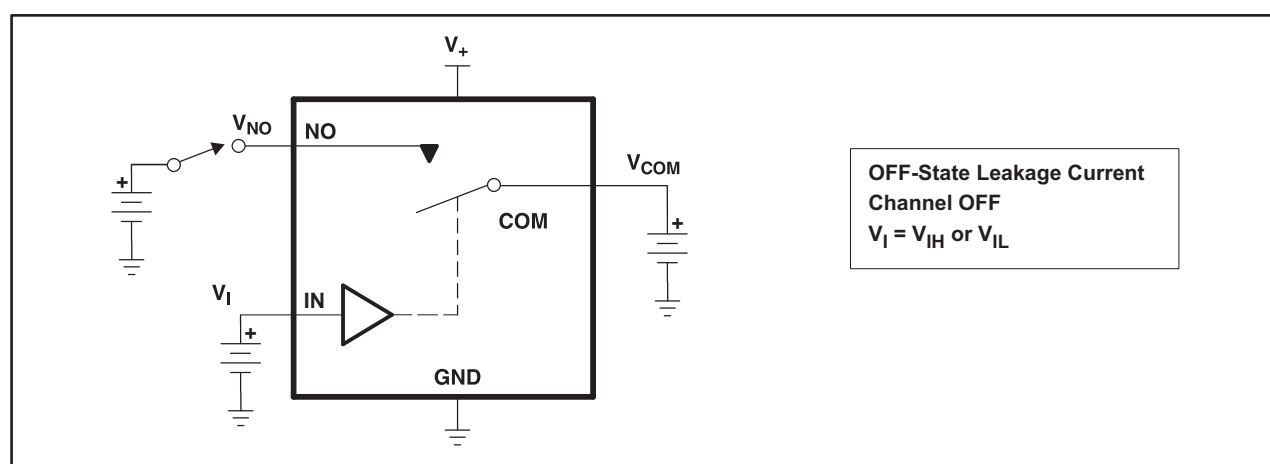 V+
VNO
NO
+
VCOM
COM
+
VI
IN
+
GND
OFF-State Leakage Current
Channel OFF
VI = VIH or VIL